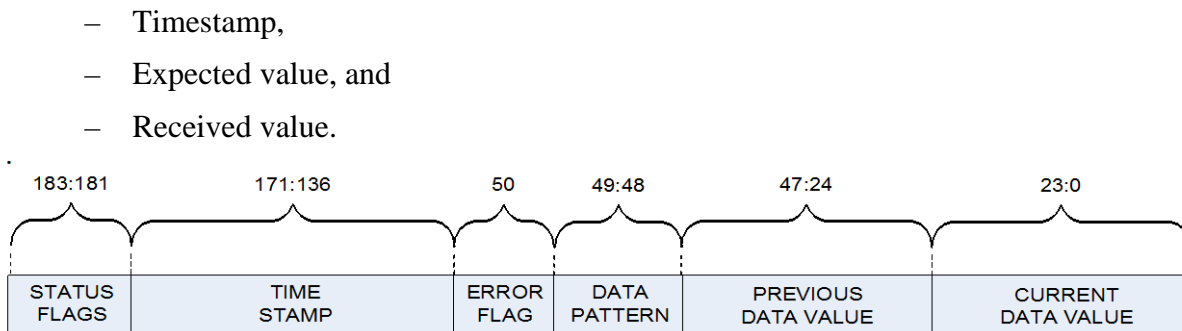 – Timestamp,
– Expected value, and
– Received value.
.
183:181 171:136 50 49:48 47:24 23:0
STATUS FLAGS TIME STAMP ERROR FLAG DATA PATTERN PREVIOUS DATA VALUE CURRENT DATA VALUE